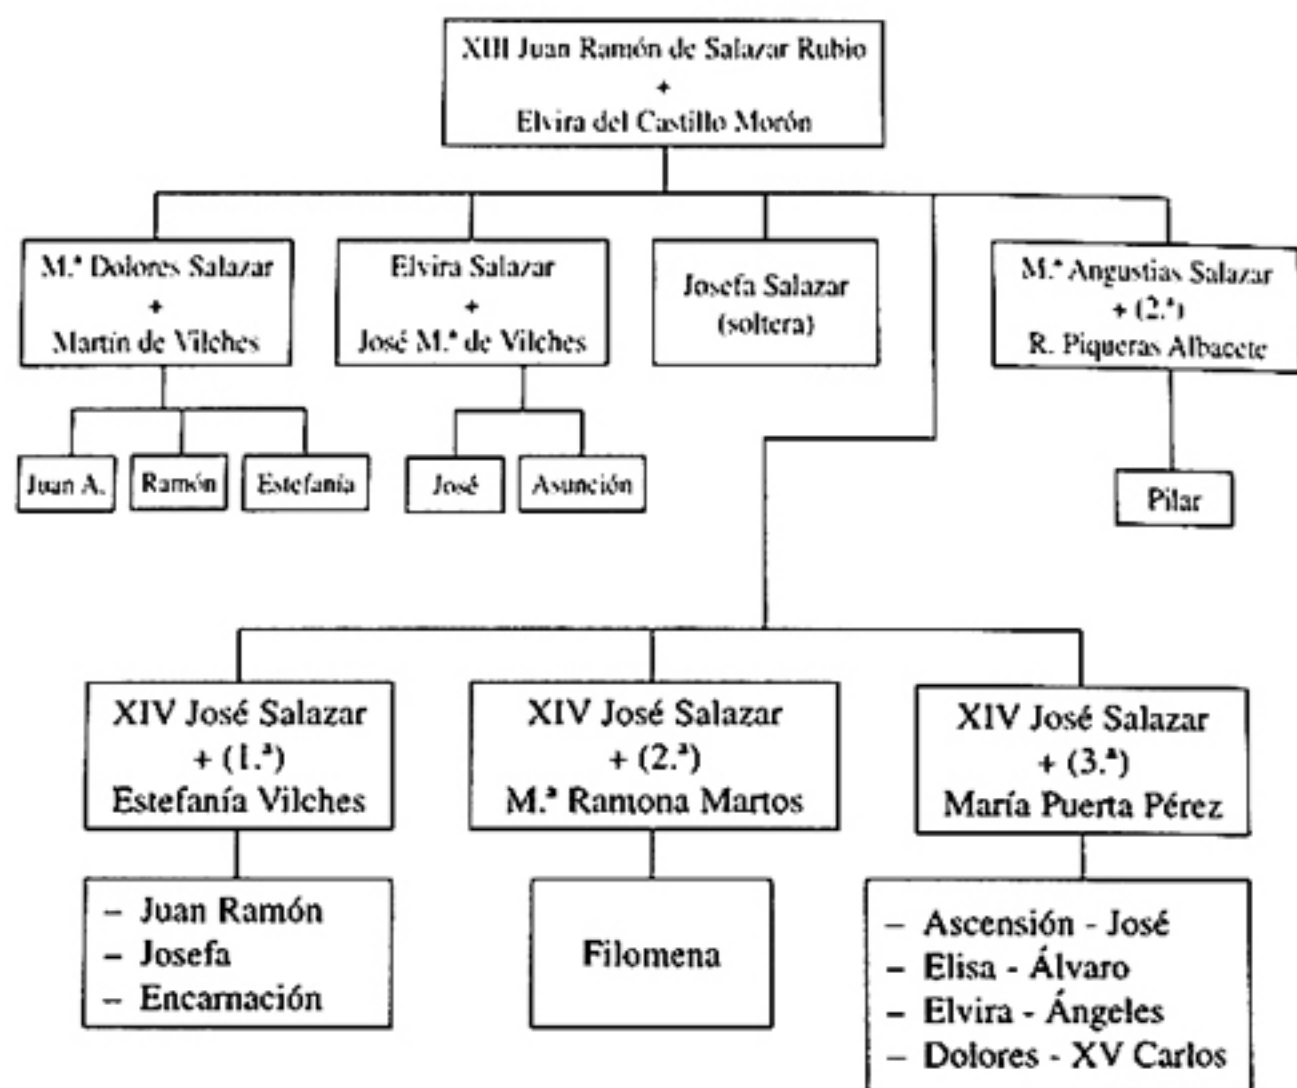 XIII Juan Ramón de Salazar Rubio
+
Elvira del Castillo Morón
M.ª Dolores Salazar
+
Martín de Vilches
Elvira Salazar
+
José M.ª de Vilches
Josefa Salazar
(soltera)
M.ª Angustias Salazar
+ (2.ª)
R. Piqueras Albacete
Juan A.
Ramón
Estefanía
José
Asunción
Pilar
XIV José Salazar
+ (1.ª)
Estefanía Vilches
XIV José Salazar
+ (2.ª)
M.ª Ramona Martos
XIV José Salazar
+ (3.ª)
María Puerta Pérez
– Juan Ramón
– Josefa
– Encarnación
Filomena
– Ascensión - José
– Elisa - Álvaro
– Elvira - Ángeles
– Dolores - XV Carlos